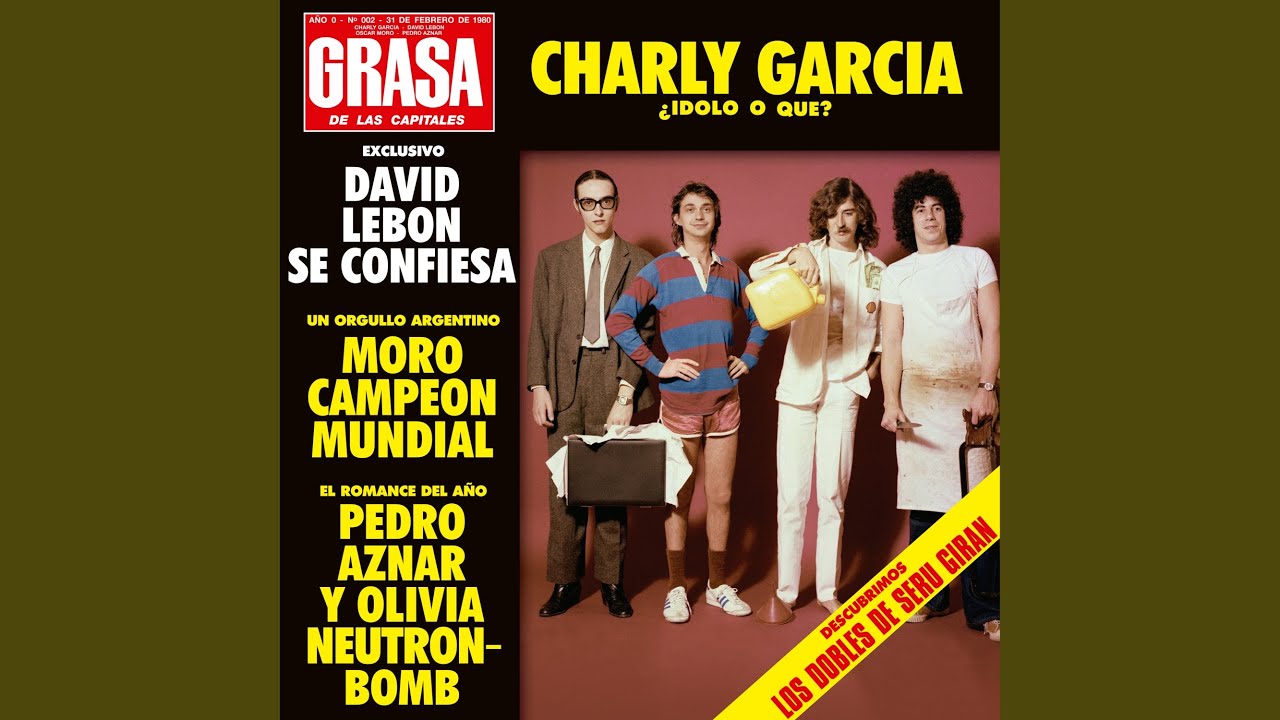 AÑO 0 - Nº 002 - 31 DE FEBRERO DE 1980
CHARLY GARCIA - DAVID LEBON
OSCAR MORO - PEDRO AZNAR
GRASA
DE LAS CAPITALES
CHARLY GARCIA
¿IDOLO O QUE?
EXCLUSIVO
DAVID
LEBON
SE CONFIESA
UN ORGULLO ARGENTINO
MORO
CAMPEON
MUNDIAL
EL ROMANCE DEL AÑO
PEDRO
AZNAR
Y OLIVIA
NEUTRON-
BOMB
DESCUBRIMOS
LOS DOBLES DE SERU GIRAN